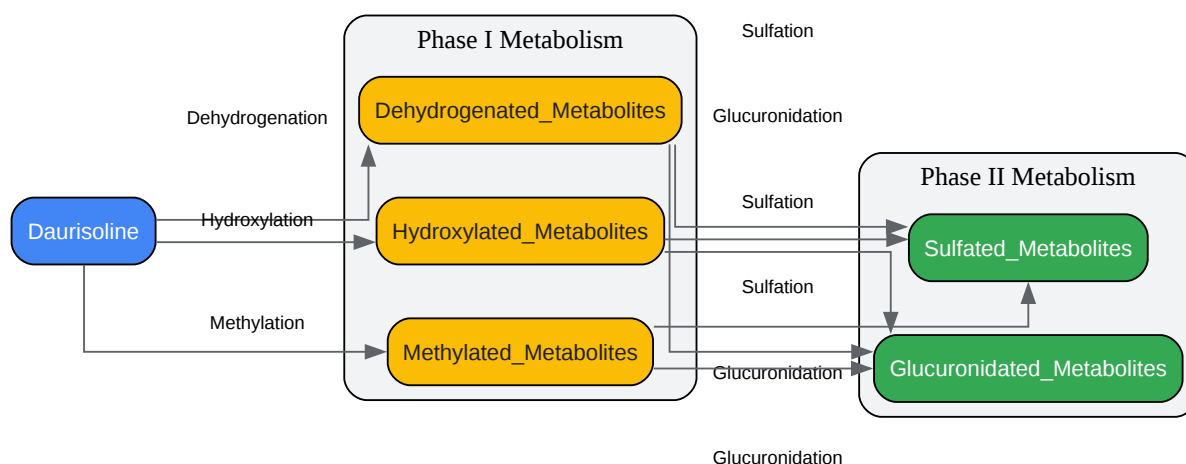 Phase I Metabolism
Sulfation
Dehydrogenated_Metabolites
Dehydrogenation
Glucuronidation
Phase II Metabolism
Daurisoline
Hydroxylation
Hydroxylated_Metabolites
Sulfation
Sulfated_Metabolites
Sulfation
Methylation
Methylated_Metabolites
Glucuronidation
Glucuronidated_Metabolites
Glucuronidation